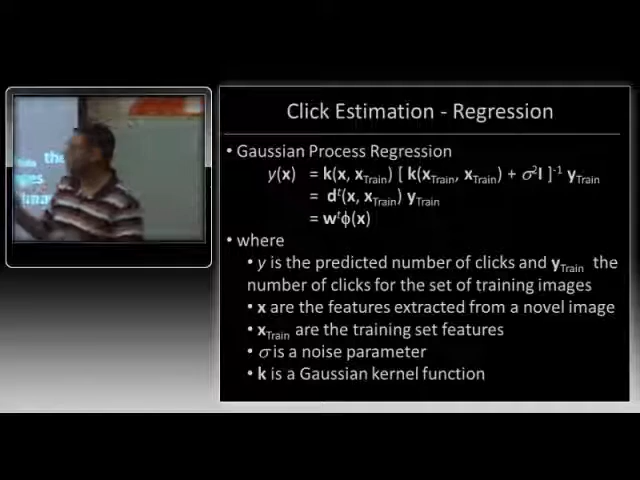 Click Estimation - Regression
• Gaussian Process Regression
y(x) = k(x, xTrain) [ k(xTrain, xTrain) + σ²I ]⁻¹ yTrain
= dᵗ(x, xTrain) yTrain
= wᵗϕ(x)
• where
• y is the predicted number of clicks and yTrain the
number of clicks for the set of training images
• x are the features extracted from a novel image
• xTrain are the training set features
• σ is a noise parameter
• k is a Gaussian kernel function